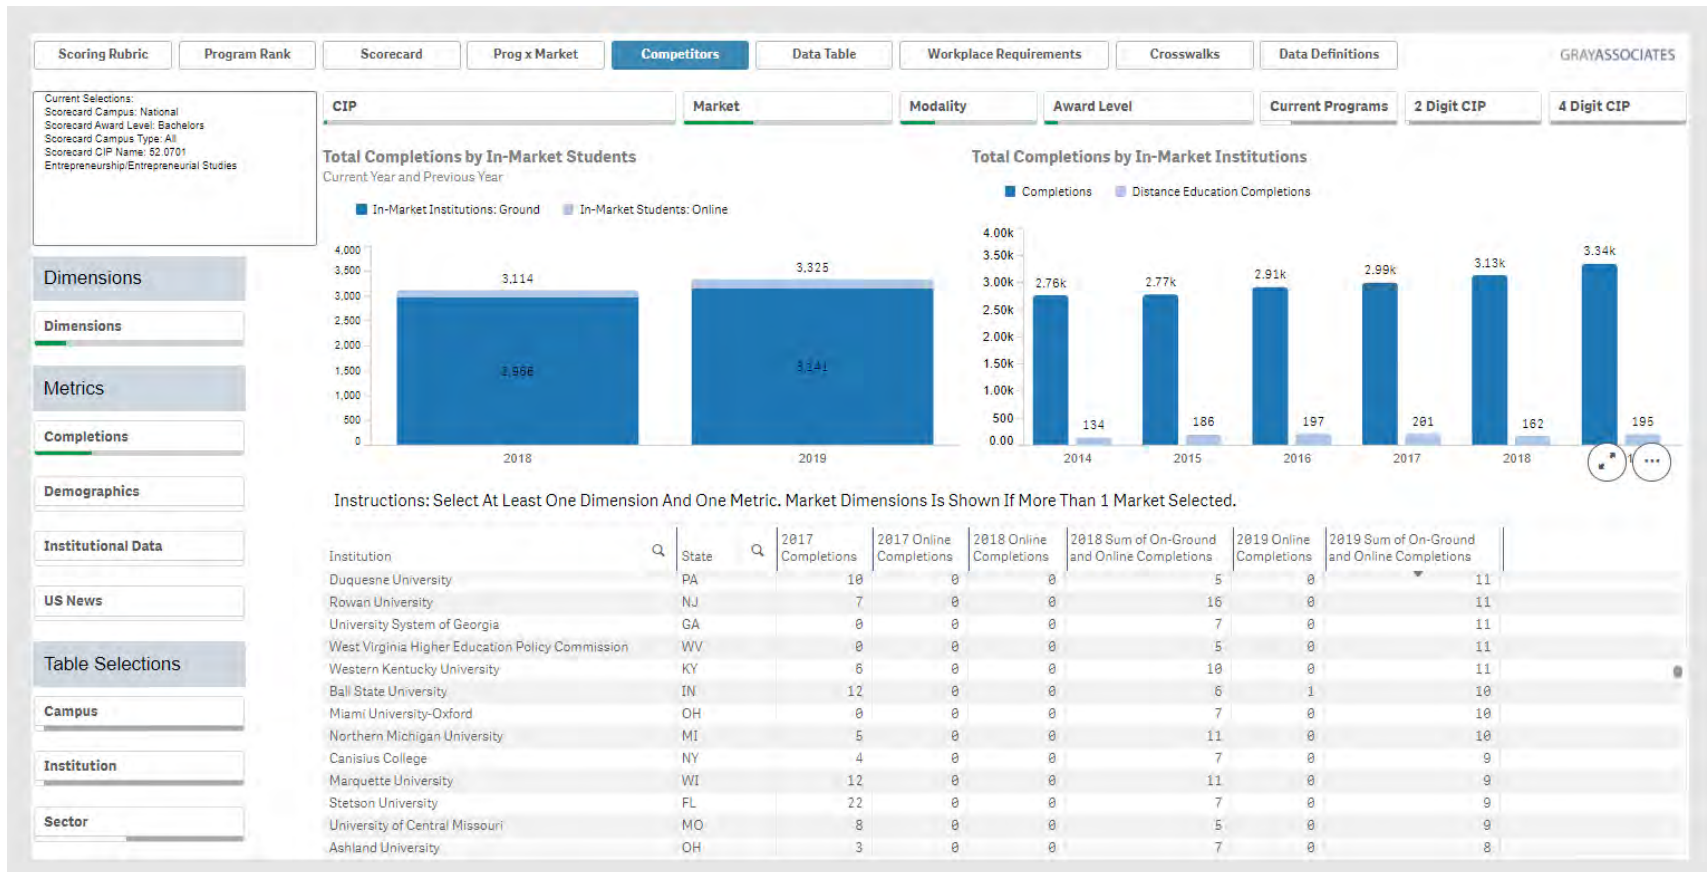 Scoring Rubric Program Rank Scorecard Prog x Market Competitors Data Table Workplace Requirements Crosswalks Data Definitions GRAYASSOCIATES
Current Selections:
Scorecard Campus: National
Scorecard Award Level: Bachelors
Scorecard Campus Type: All
Scorecard CIP Name: 52.0701
Entrepreneurship/Entrepreneurial Studies
CIP Market Modality Award Level Current Programs 2 Digit CIP 4 Digit CIP
Dimensions
Dimensions
Metrics
Completions
Demographics
Institutional Data
US News
Table Selections
Campus
Institution
Sector
Total Completions by In-Market Students
Current Year and Previous Year
In-Market Institutions: Ground In-Market Students: Online
4,000
3,500
3,000
2,500
2,000
1,500
1,000
500
0
3,114
3,325
2,966
3,141
2018 2019
Total Completions by In-Market Institutions
Completions Distance Education Completions
4.00k
3.50k
3.00k
2.50k
2.00k
1.50k
1.00k
500
0.00
2.76k 2.77k 2.91k 2.99k 3.13k 3.34k
134 186 197 201 162 195
2014 2015 2016 2017 2018
Instructions: Select At Least One Dimension And One Metric. Market Dimensions Is Shown If More Than 1 Market Selected.
Institution State 2017 Completions 2017 Online Completions 2018 Online Completions 2018 Sum of On-Ground and Online Completions 2019 Online Completions 2019 Sum of On-Ground and Online Completions
Duquesne University PA 10 0 0 5 0 11
Rowan University NJ 7 0 0 16 0 11
University System of Georgia GA 0 0 0 7 0 11
West Virginia Higher Education Policy Commission WV 0 0 0 5 0 11
Western Kentucky University KY 6 0 0 10 0 11
Ball State University IN 12 0 0 6 1 10
Miami University-Oxford OH 0 0 0 7 0 10
Northern Michigan University MI 5 0 0 11 0 10
Canisius College NY 4 0 0 7 0 9
Marquette University WI 12 0 0 11 0 9
Stetson University FL 22 0 0 7 0 9
University of Central Missouri MO 8 0 0 5 0 9
Ashland University OH 3 0 0 7 0 8